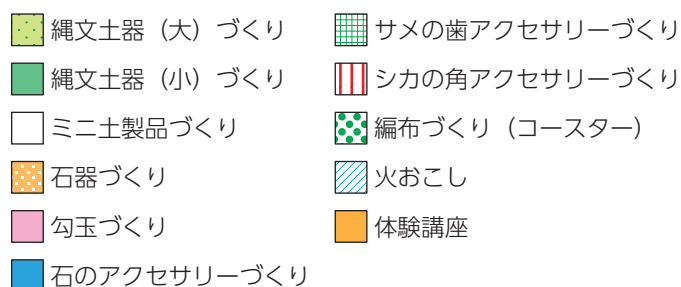 縄文土器（大）づくり
縄文土器（小）づくり
ミニ土製品づくり
石器づくり
勾玉づくり
石のアクセサリーづくり
サメの歯アクセサリーづくり
シカの角アクセサリーづくり
編布づくり（コースター）
火おこし
体験講座